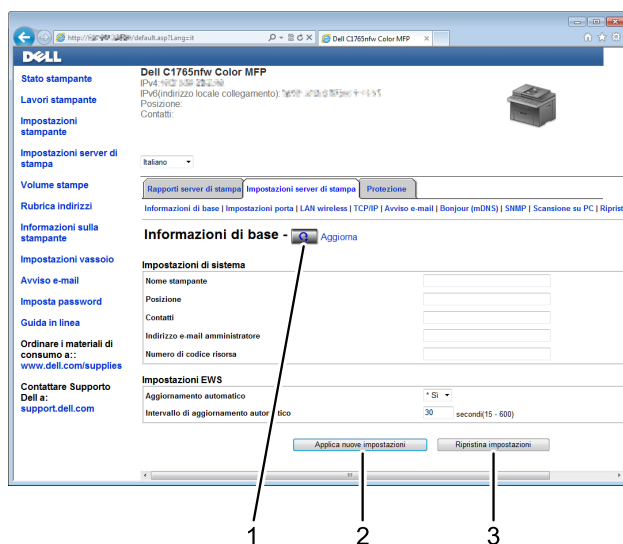 http:// /default.asp?Lang=it
Dell C1765nfw Color MFP
DELL
Stato stampante
Lavori stampante
Impostazioni
stampante
Impostazioni server di
stampa
Volume stampe
Rubrica indirizzi
Informazioni sulla
stampante
Impostazioni vassoio
Avviso e-mail
Imposta password
Guida in linea
Ordinare i materiali di
consumo a::
www.dell.com/supplies
Contattare Supporto
Dell a:
support.dell.com
Dell C1765nfw Color MFP
IPv4:
IPv6(indirizzo locale collegamento):
Posizione:
Contatti:
Italiano
Rapporti server di stampa Impostazioni server di stampa Protezione
Informazioni di base | Impostazioni porta | LAN wireless | TCP/IP | Avviso e-mail | Bonjour (mDNS) | SNMP | Scansione su PC | Riprist
Informazioni di base - Aggiorna
Impostazioni di sistema
Nome stampante
Posizione
Contatti
Indirizzo e-mail amministratore
Numero di codice risorsa
Impostazioni EWS
Aggiornamento automatico * Sì
Intervallo di aggiornamento automatico 30 secondi(15 - 600)
Applica nuove impostazioni Ripristina impostazioni
1 2 3